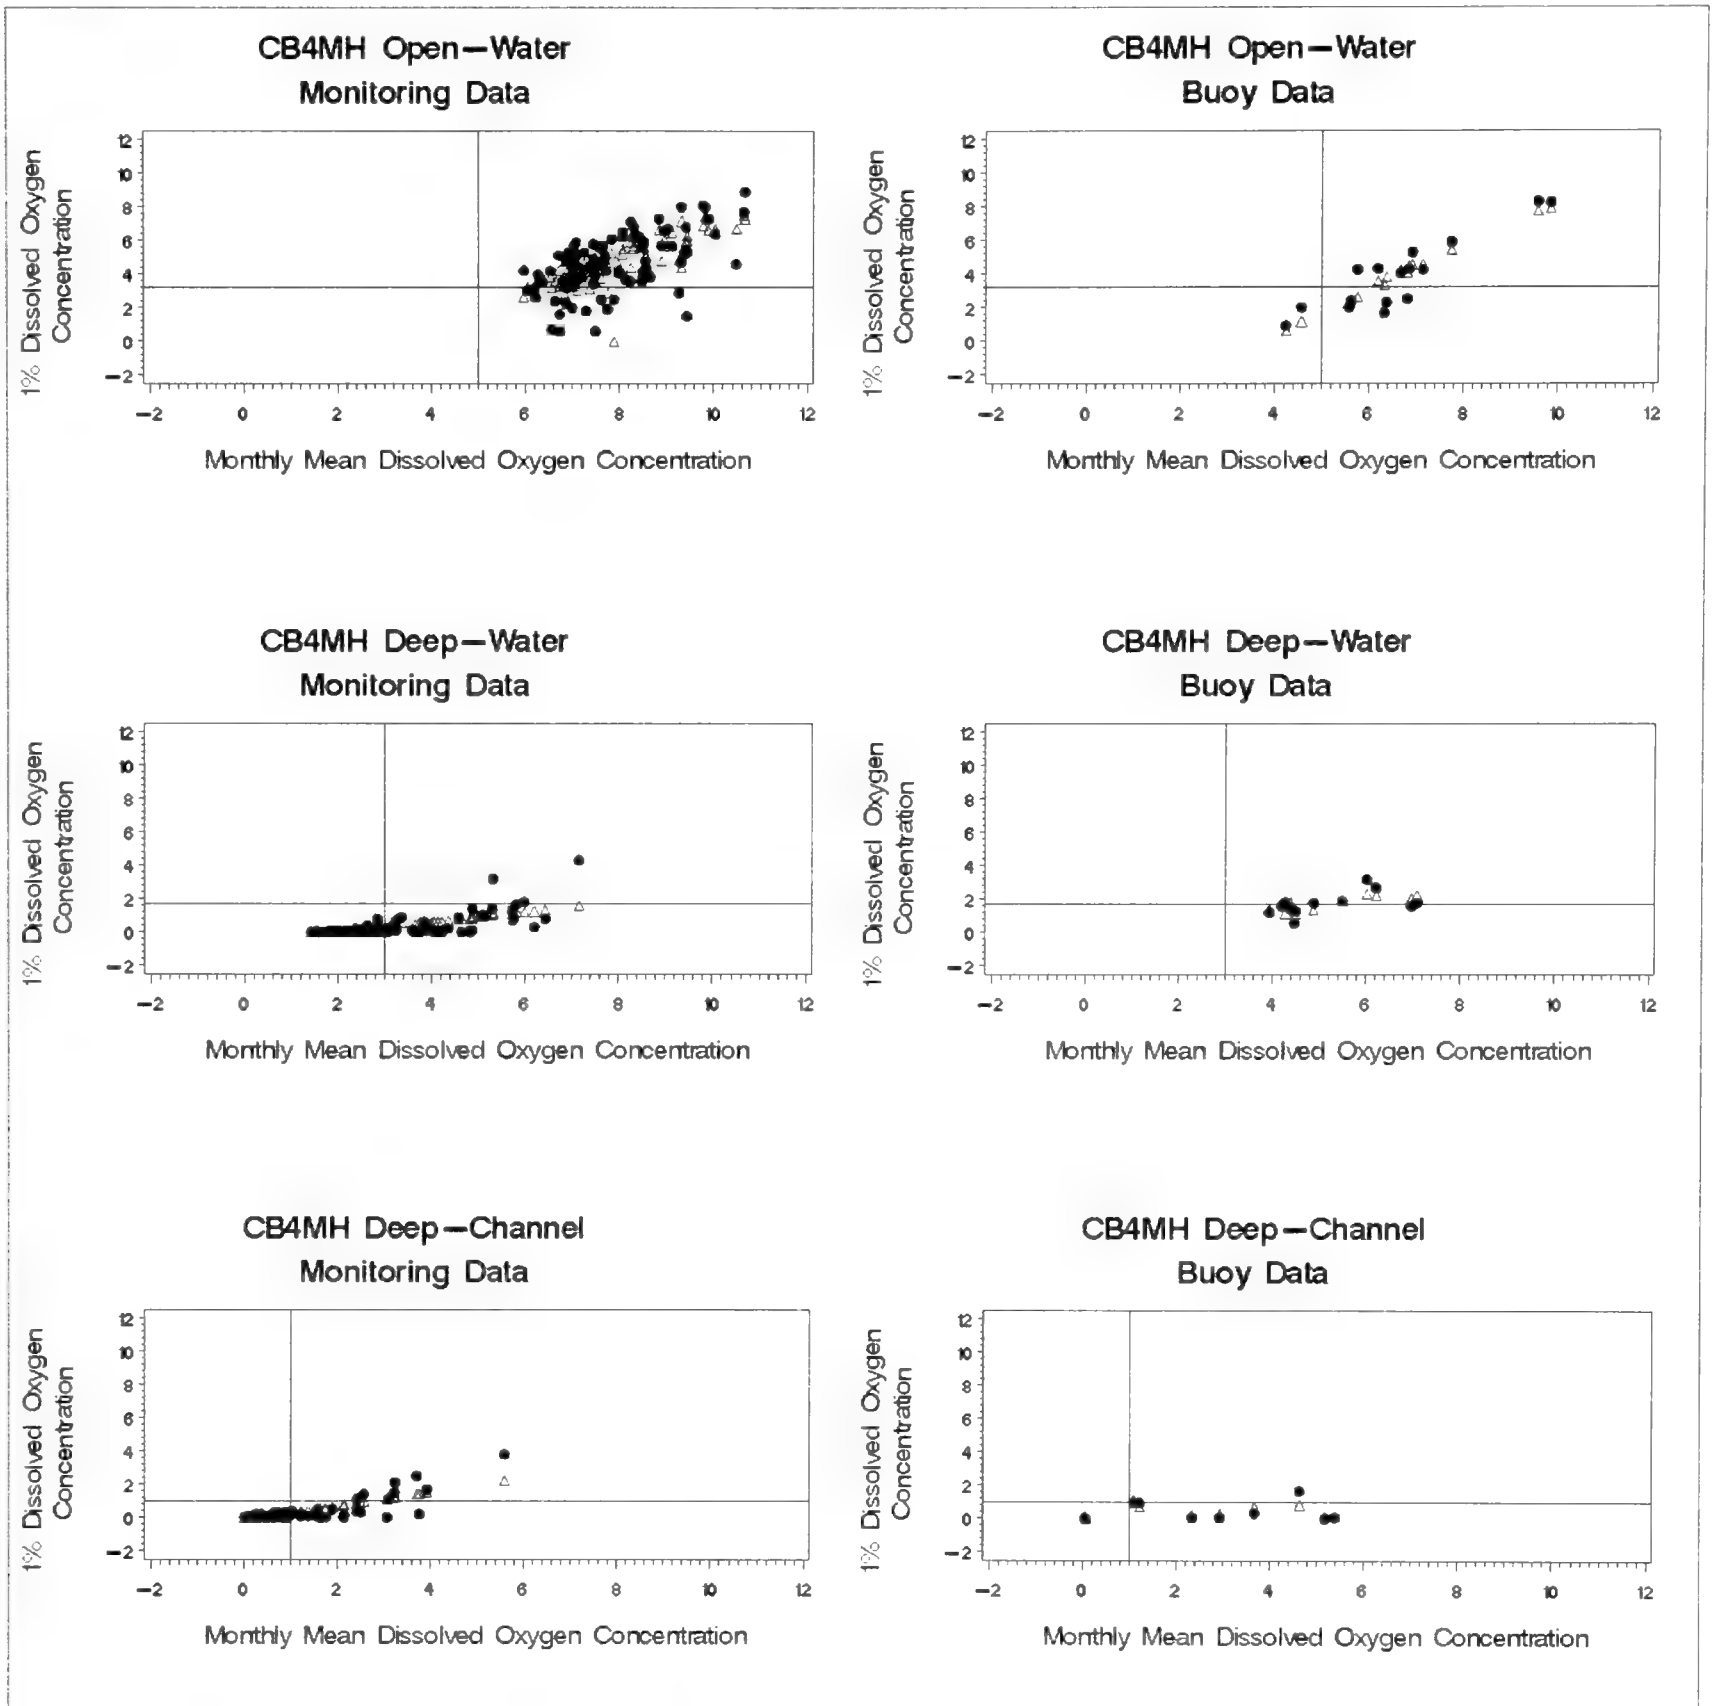 CB4MH Open—Water
Monitoring Data
12
10
8
6
4
2
0
—2
1% Dissolved Oxygen
Concentration
—2 0 2 4 6 8 10 12
Monthly Mean Dissolved Oxygen Concentration
CB4MH Open—Water
Buoy Data
12
10
8
6
4
2
0
—2
1% Dissolved Oxygen
Concentration
—2 0 2 4 6 8 10 12
Monthly Mean Dissolved Oxygen Concentration
CB4MH Deep—Water
Monitoring Data
12
10
8
6
4
2
0
—2
1% Dissolved Oxygen
Concentration
—2 0 2 4 6 8 10 12
Monthly Mean Dissolved Oxygen Concentration
CB4MH Deep—Water
Buoy Data
12
10
8
6
4
2
0
—2
1% Dissolved Oxygen
Concentration
—2 0 2 4 6 8 10 12
Monthly Mean Dissolved Oxygen Concentration
CB4MH Deep—Channel
Monitoring Data
12
10
8
6
4
2
0
—2
1% Dissolved Oxygen
Concentration
—2 0 2 4 6 8 10 12
Monthly Mean Dissolved Oxygen Concentration
CB4MH Deep—Channel
Buoy Data
12
10
8
6
4
2
0
—2
1% Dissolved Oxygen
Concentration
—2 0 2 4 6 8 10 12
Monthly Mean Dissolved Oxygen Concentration